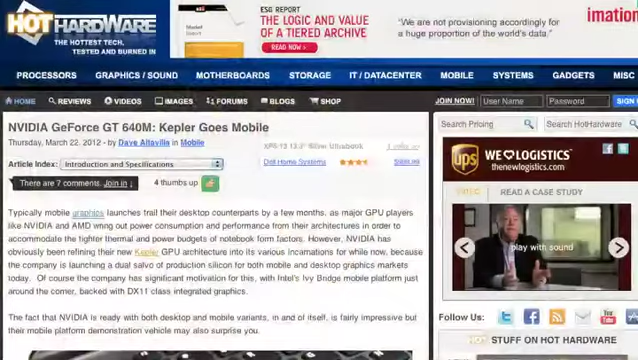 HOT HARDWARE
THE HOTTEST TECH,
TESTED AND BURNED IN
ESG REPORT
THE LOGIC AND VALUE
OF A TIERED ARCHIVE
READ NOW
“We are not provisioning accordingly for
a huge proportion of the world's data.”
imation
PROCESSORS GRAPHICS / SOUND MOTHERBOARDS STORAGE IT / DATACENTER MOBILE SYSTEMS GADGETS MISC
HOME REVIEWS VIDEOS IMAGES FORUMS BLOGS SHOP JOIN NOW! User Name Password SIGN
NVIDIA GeForce GT 640M: Kepler Goes Mobile
Thursday, March 22, 2012 - by Dave Altavilla in Mobile
Article Index: Introduction and Specifications
There are 7 comments. Join in ↓ 4 thumbs up
XPS 13 13.3" Silver Ultrabook
Dell Home Systems
Search Pricing Search HotHardware
ups WE ♥ LOGISTICS
thenewlogistics.com
READ A CASE STUDY
play with sound
Typically mobile graphics launches trail their desktop counterparts by a few months, as major GPU players
like NVIDIA and AMD wring out power consumption and performance from their architectures in order to
accommodate the tighter thermal and power budgets of notebook form factors. However, NVIDIA has
obviously been refining their new Kepler GPU architecture into its various incarnations for while now, because
the company is launching a dual salvo of production silicon for both mobile and desktop graphics markets
today. Of course the company has significant motivation for this, with Intel's Ivy Bridge mobile platform just
around the corner, backed with DX11 class integrated graphics.
The fact that NVIDIA is ready with both desktop and mobile variants, in and of itself, is fairly impressive but
their mobile platform demonstration vehicle may also surprise you.
Follow Us: You Tube
HOT STUFF ON HOT HARDWARE